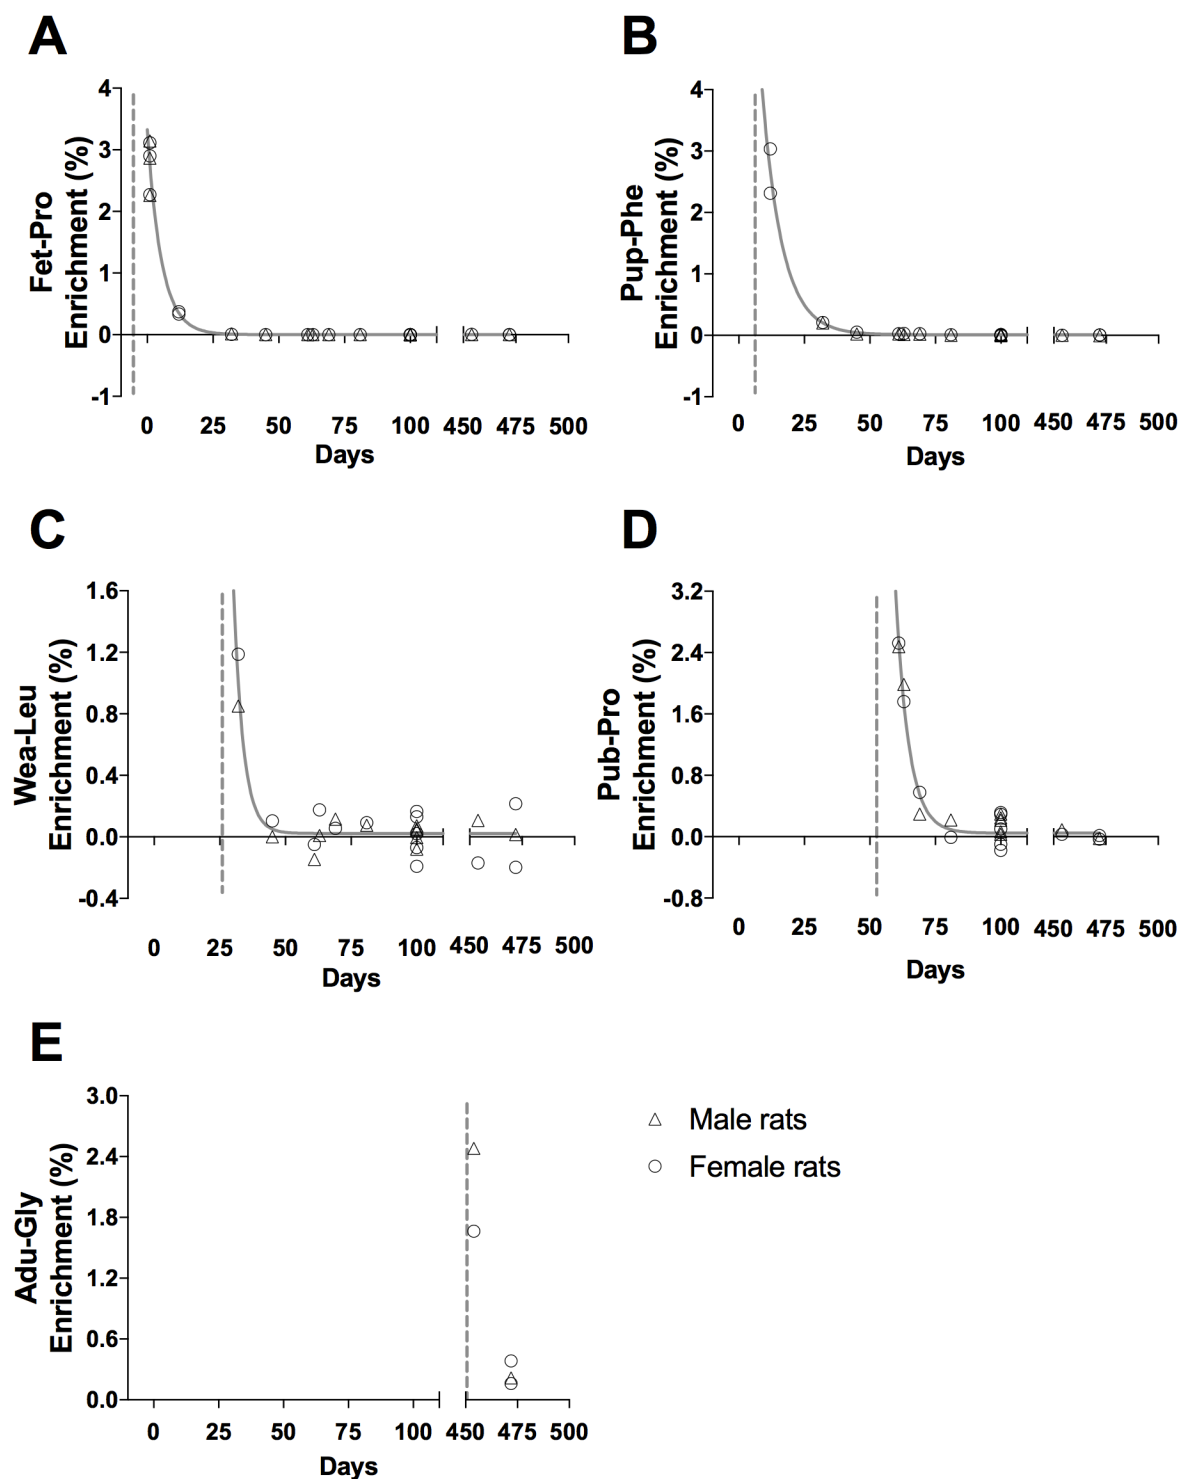 A
Fet-Pro
Enrichment (%)
4
3
2
1
0
-1
0 25 50 75 100 450 475 500
Days
B
Pup-Phe
Enrichment (%)
4
3
2
1
0
-1
0 25 50 75 100 450 475 500
Days
C
Wea-Leu
Enrichment (%)
1.6
1.2
0.8
0.4
0.0
-0.4
0 25 50 75 100 450 475 500
Days
D
Pub-Pro
Enrichment (%)
3.2
2.4
1.6
0.8
0.0
-0.8
0 25 50 75 100 450 475 500
Days
E
Adu-Gly
Enrichment (%)
3.0
2.4
1.8
1.2
0.6
0.0
0 25 50 75 100 450 475 500
Days
Male rats
Female rats